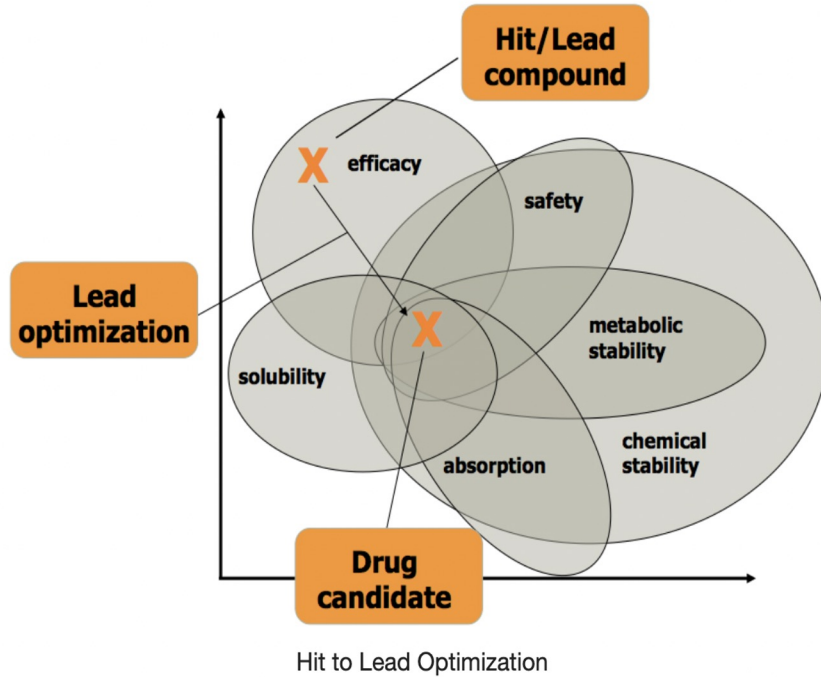 Hit/Lead
compound
X
efficacy
safety
Lead
optimization
X
metabolic
stability
solubility
chemical
stability
absorption
Drug
candidate
Hit to Lead Optimization